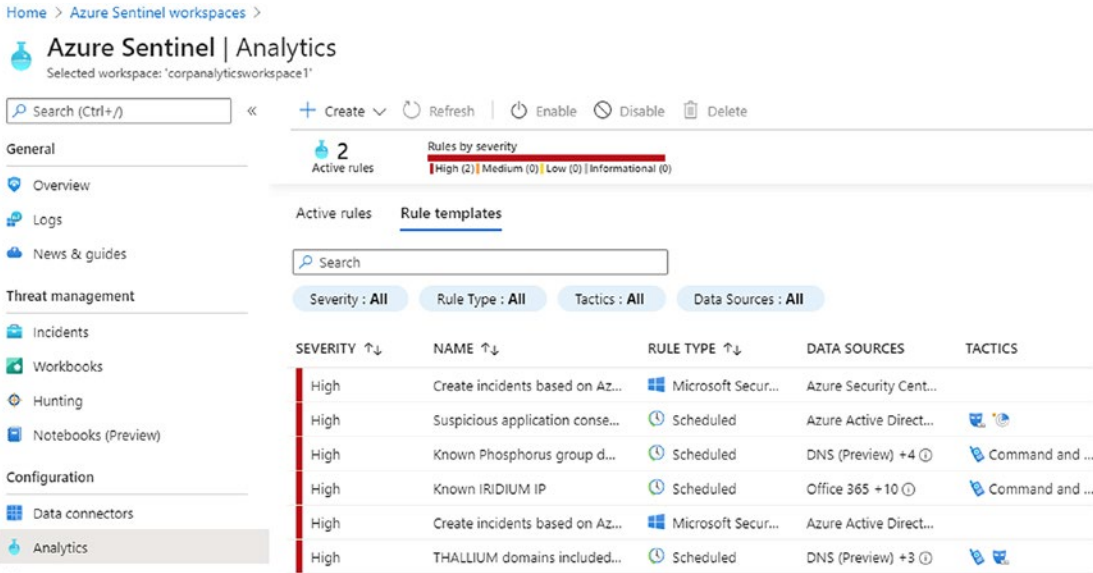 Home > Azure Sentinel workspaces >
Azure Sentinel | Analytics
Selected workspace: 'corpanalyticsworkspace1'
Search (Ctrl+/)
«
+ Create Refresh | Enable Disable Delete
General
Overview
Logs
News & guides
Threat management
Incidents
Workbooks
Hunting
Notebooks (Preview)
Configuration
Data connectors
Analytics
2
Active rules
Rules by severity
High (2) Medium (0) Low (0) Informational (0)
Active rules Rule templates
Search
Severity : All Rule Type : All Tactics : All Data Sources : All
SEVERITY ↑↓ NAME ↑↓ RULE TYPE ↑↓ DATA SOURCES TACTICS
High Create incidents based on Az... Microsoft Secur... Azure Security Cent...
High Suspicious application conse... Scheduled Azure Active Direct...
High Known Phosphorus group d... Scheduled DNS (Preview) +4 Command and ...
High Known IRIDIUM IP Scheduled Office 365 +10 Command and ...
High Create incidents based on Az... Microsoft Secur... Azure Active Direct...
High THALLIUM domains included... Scheduled DNS (Preview) +3